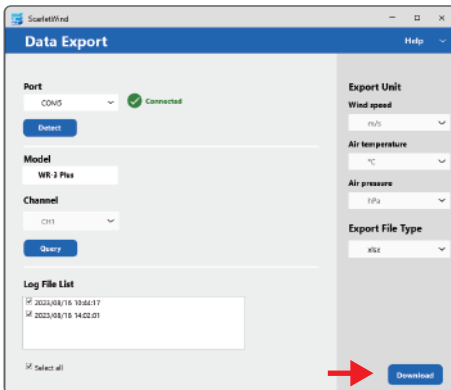 ScarletWind
Data Export
Help
Port
COM5
Connected
Detect
Model
WR-3 Plus
Channel
CH1
Query
Log File List
2023/08/16 10:44:17
2023/08/16 14:02:01
Select all
Export Unit
Wind speed
m/s
Air temperature
°C
Air pressure
hPa
Export File Type
xlsx
Download